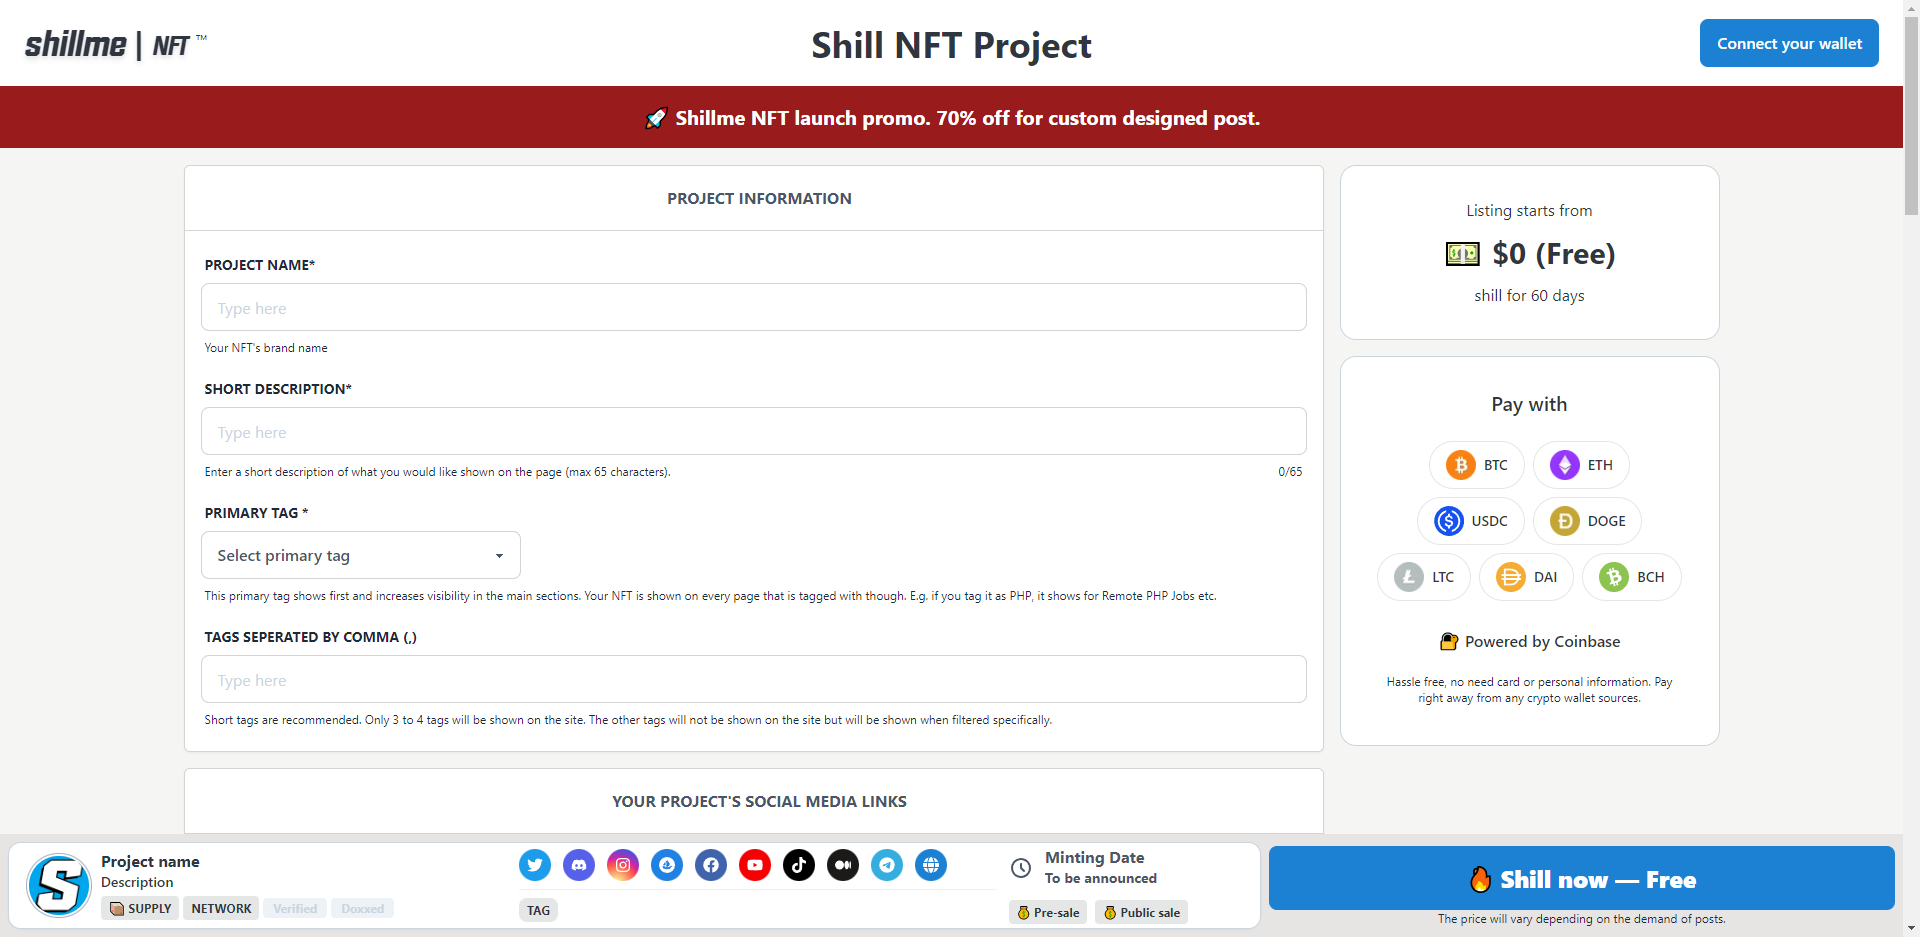 shillme | NFT ™
Shill NFT Project
Connect your wallet
🚀 Shillme NFT launch promo. 70% off for custom designed post.
PROJECT INFORMATION
PROJECT NAME*
Type here
Your NFT's brand name
SHORT DESCRIPTION*
Type here
Enter a short description of what you would like shown on the page (max 65 characters).
0/65
PRIMARY TAG *
Select primary tag
This primary tag shows first and increases visibility in the main sections. Your NFT is shown on every page that is tagged with though. E.g. if you tag it as PHP, it shows for Remote PHP Jobs etc.
TAGS SEPERATED BY COMMA (,)
Type here
Short tags are recommended. Only 3 to 4 tags will be shown on the site. The other tags will not be shown on the site but will be shown when filtered specifically.
YOUR PROJECT'S SOCIAL MEDIA LINKS
Listing starts from
💵 $0 (Free)
shill for 60 days
Pay with
BTC
ETH
USDC
DOGE
LTC
DAI
BCH
🔐 Powered by Coinbase
Hassle free, no need card or personal information. Pay
right away from any crypto wallet sources.
Project name
Description
SUPPLY
NETWORK
Verified
Doxxed
TAG
Minting Date
To be announced
Pre-sale
Public sale
🔥 Shill now — Free
The price will vary depending on the demand of posts.